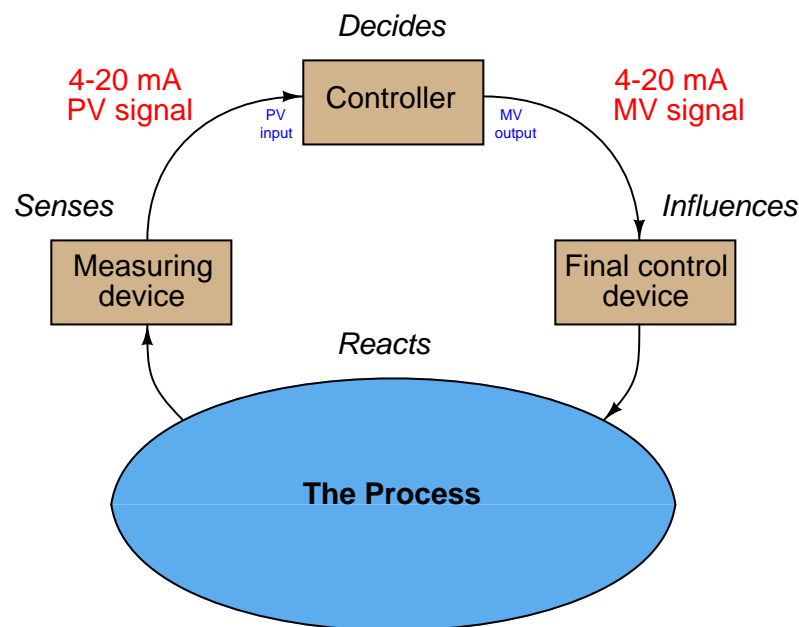 Decides
4-20 mA
PV signal
Controller
4-20 mA
MV signal
PV
input
MV
output
Senses
Influences
Measuring
device
Final control
device
Reacts
The Process